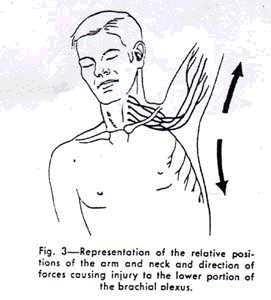 Fig. 3—Representation of the relative posi-
tions of the arm and neck and direction of
forces causing injury to the lower portion of
the brachial plexus.